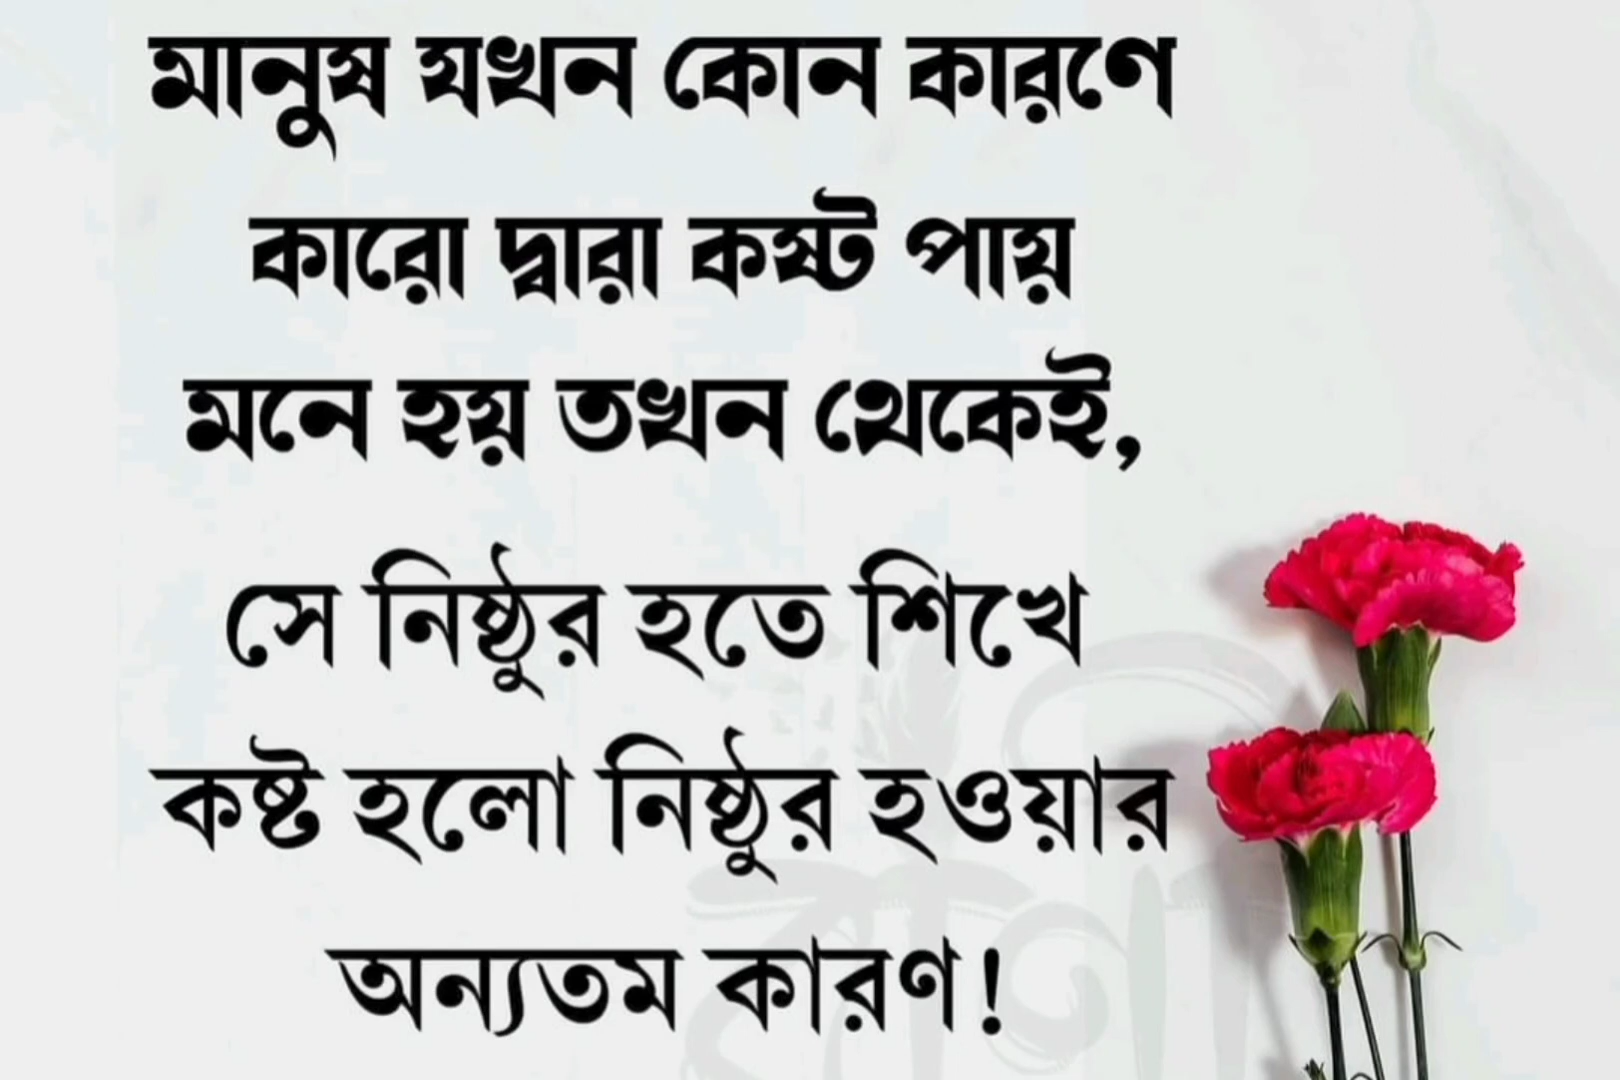 মানুষ যখন কোন কারণে
কারো দ্বারা কষ্ট পায়
মনে হয় তখন থেকেই,
সে নিষ্ঠুর হতে শিখে
কষ্ট হলো নিষ্ঠুর হওয়ার
অন্যতম কারণ!